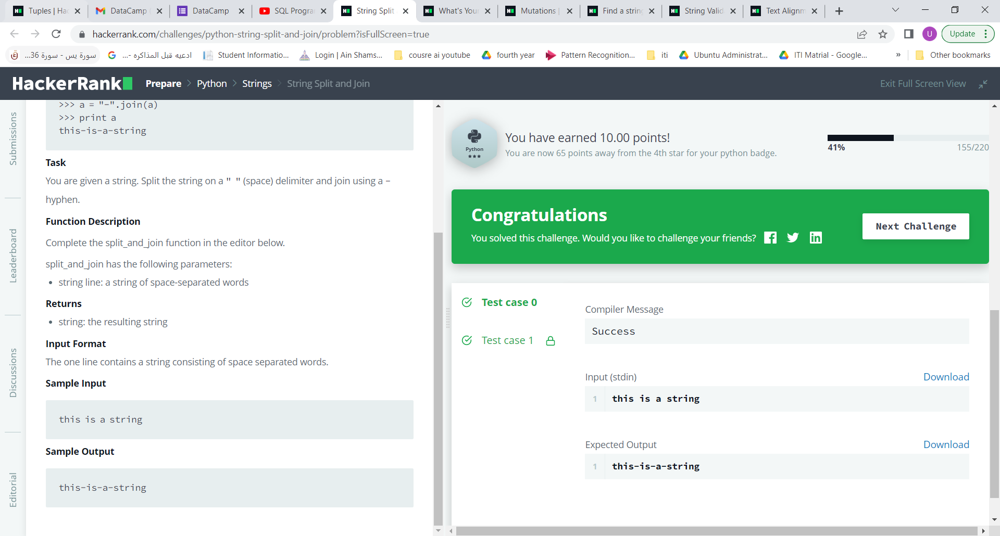 Tuples | Ha
DataCamp
DataCamp
SQL Progra
String Split
What's You
Mutations |
Find a strin
String Valid
Text Alignm
hackerrank.com/challenges/python-string-split-and-join/problem?isFullScreen=true
U
Update
سورة يس - سورة 36...
ادعيه قبل المذاكره -...
Student Informatio...
Login | Ain Shams...
cousre ai youtube
fourth year
Pattern Recognition...
iti
Ubuntu Administrat...
ITI Matrial - Google...
»
Other bookmarks
HackerRank
Prepare > Python > Strings > String Split and Join
Exit Full Screen View
Submissions
Leaderboard
Discussions
Editorial
>>> a = "-".join(a)
>>> print a
this-is-a-string
Task
You are given a string. Split the string on a " " (space) delimiter and join using a -
hyphen.
Function Description
Complete the split_and_join function in the editor below.
split_and_join has the following parameters:
• string line: a string of space-separated words
Returns
• string: the resulting string
Input Format
The one line contains a string consisting of space separated words.
Sample Input
this is a string
Sample Output
this-is-a-string
Python
You have earned 10.00 points!
You are now 65 points away from the 4th star for your python badge.
41%
155/220
Congratulations
You solved this challenge. Would you like to challenge your friends?
Next Challenge
Test case 0
Test case 1
Compiler Message
Success
Input (stdin)
Download
1 this is a string
Expected Output
Download
1 this-is-a-string